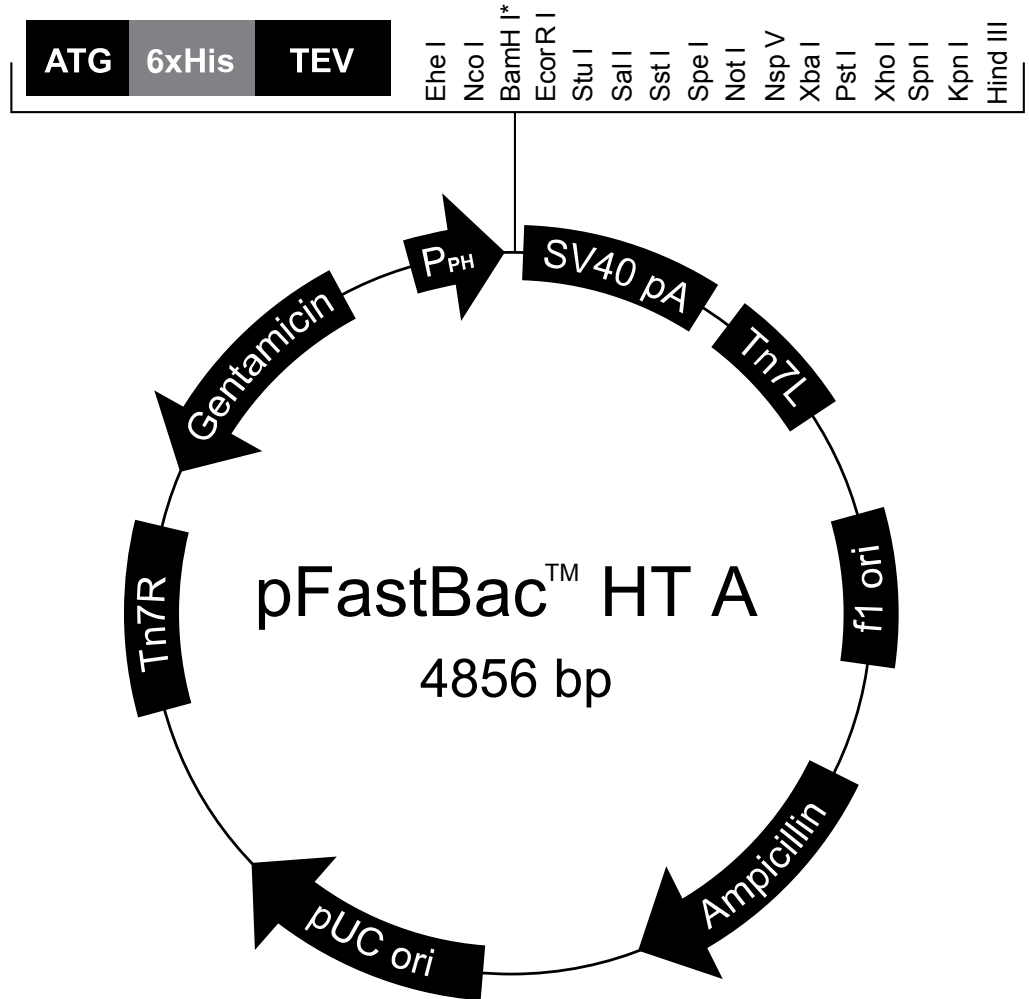 ATG 6xHis TEV
Ehe I
Nco I
BamH I*
EcorR I
Stu I
Sal I
Sst I
Spe I
Not I
Nsp V
Xba I
Pst I
Xho I
Spn I
Kpn I
Hind III
PPH
SV40 pA
Tn7L
f1 ori
Ampicillin
pUC ori
Tn7R
Gentamicin
pFastBac™ HT A
4856 bp